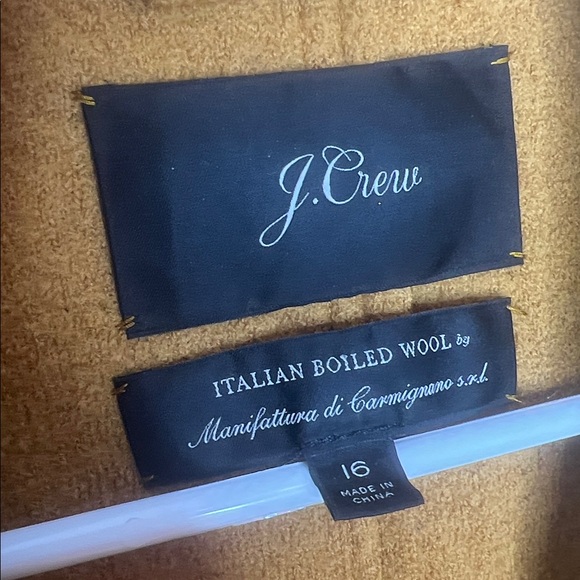 J.Crew
ITALIAN BOILED WOOL by
Manifattura di Carmignano s.r.l.
16
MADE IN
CHINA